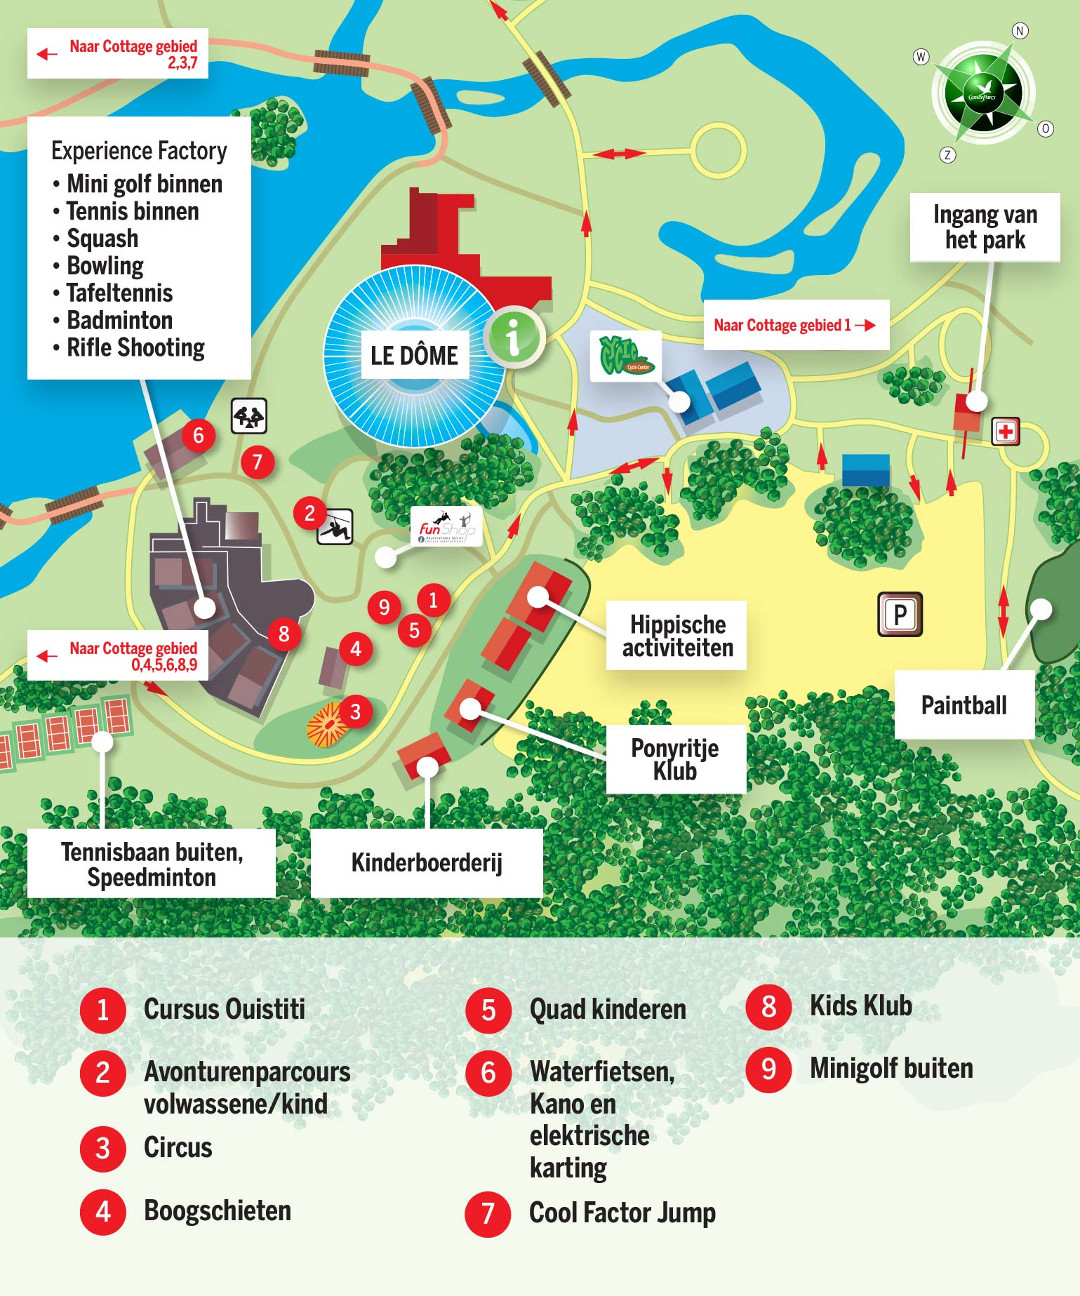 Naar Cottage gebied
2,3,7
N
W
O
Z
CenterParcs
Experience Factory
• Mini golf binnen
• Tennis binnen
• Squash
• Bowling
• Tafeltennis
• Badminton
• Rifle Shooting
Ingang van
het park
Naar Cottage gebied 1
LE DÔME
i
Cycle Center
6
7
2
funShop
9
1
5
8
4
3
P
Hippische
activiteiten
Naar Cottage gebied
0,4,5,6,8,9
Paintball
Ponyritje
Klub
Tennisbaan buiten,
Speedminton
Kinderboerderij
1 Cursus Ouistiti
2 Avonturenparcours
volwassene/kind
3 Circus
4 Boogschieten
5 Quad kinderen
6 Waterfietsen,
Kano en
elektrische
karting
7 Cool Factor Jump
8 Kids Klub
9 Minigolf buiten